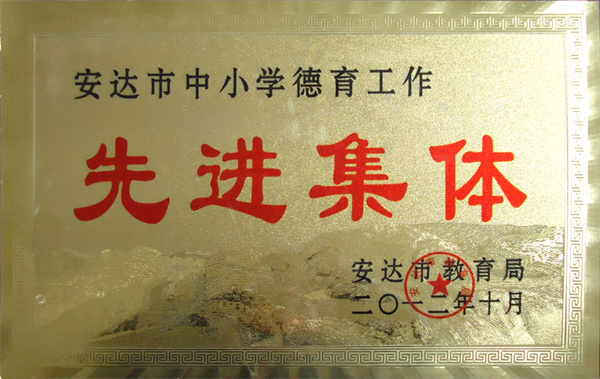 安达市中小学德育工作
先进集体
安达市教育局
二〇一二年十月